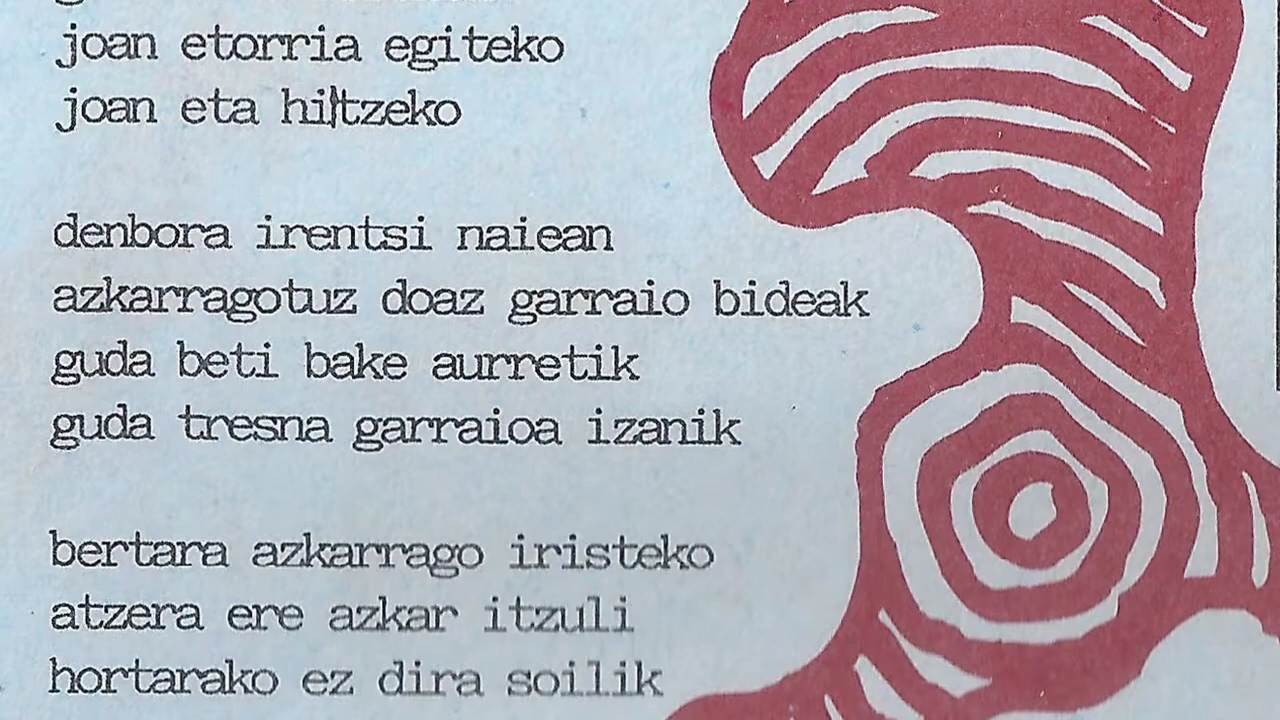 joan etorria egiteko
joan eta hiltzeko
denbora irentsi naiean
azkarragotuz doaz garraio bideak
guda beti bake aurretik
guda tresna garraioa izanik
bertara azkarrago iristeko
atzera ere azkar itzuli
hortarako ez dira soilik